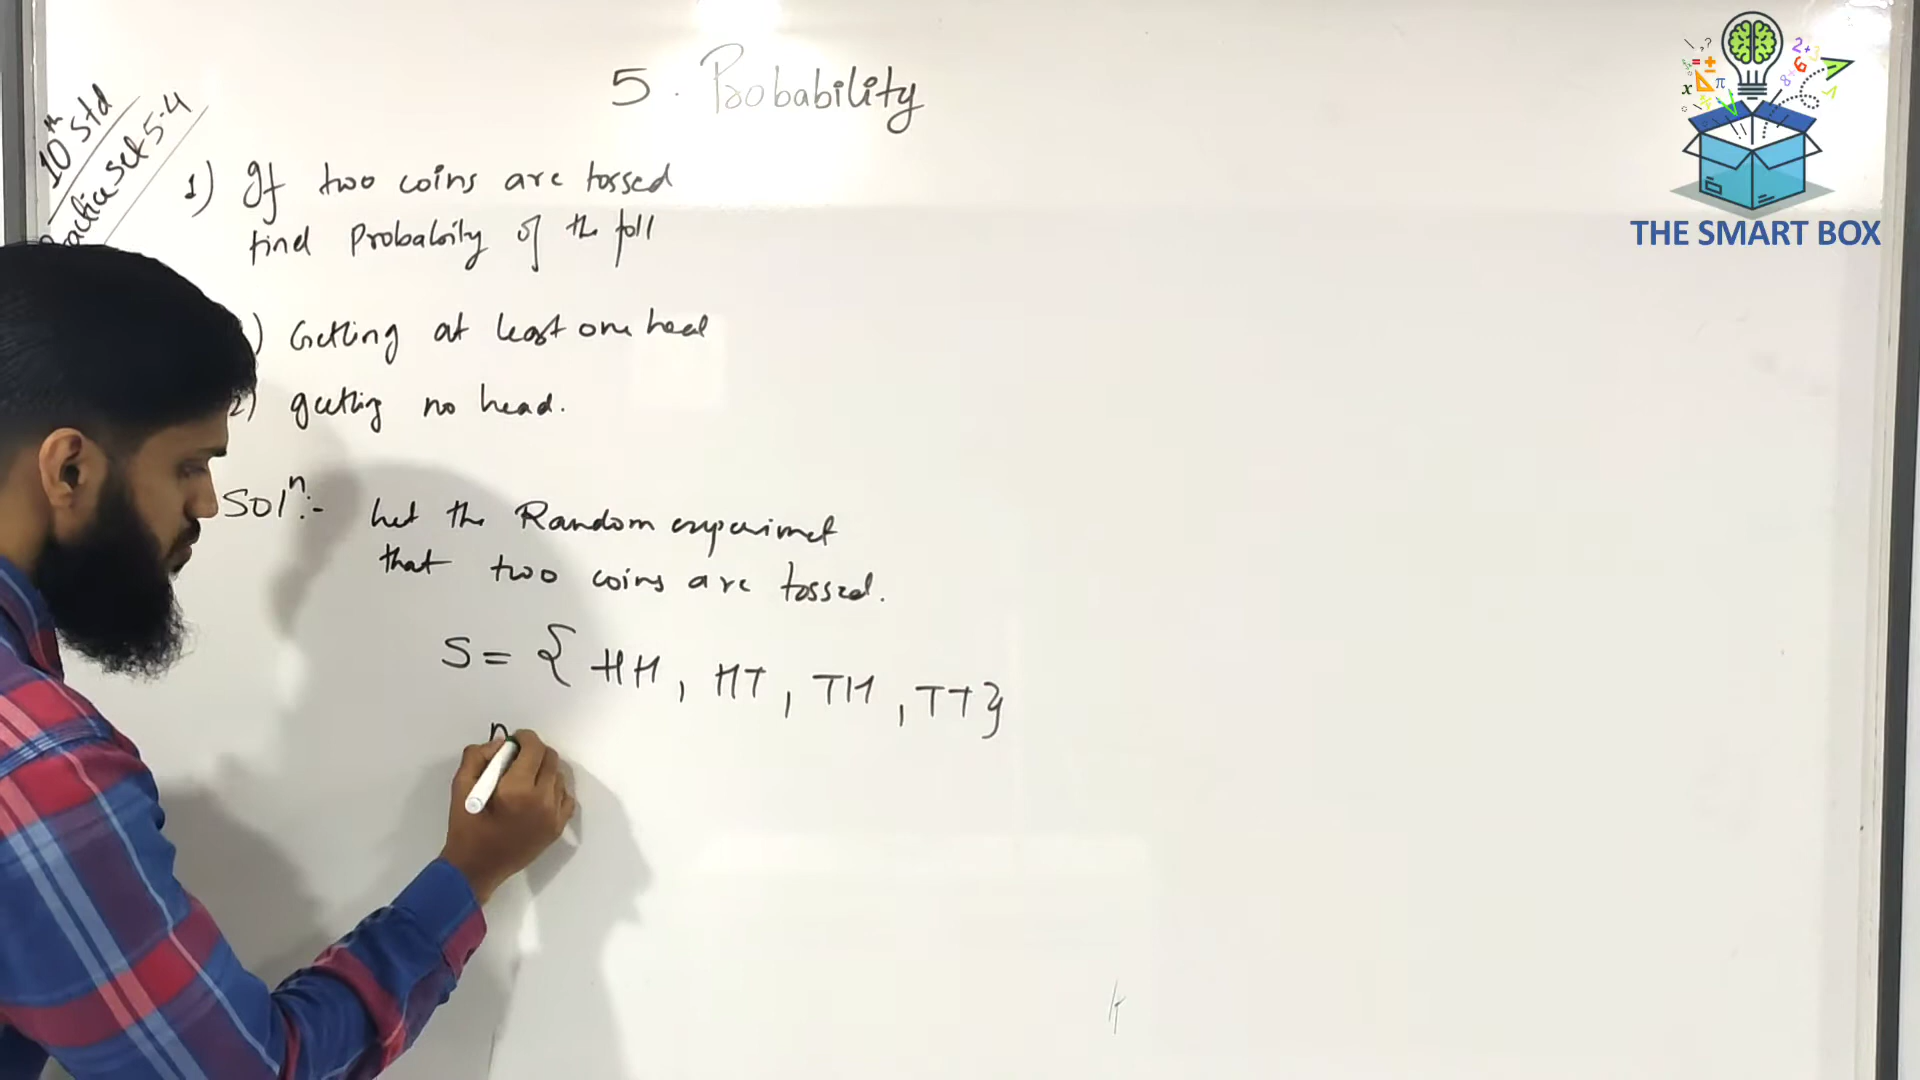 5. Probability
10th std
Practice Set 5.4
1) If two coins are tossed
find Probability of the foll
) Getting at least one head
2) getting no head.
Solⁿ:- Let the Random experimet
that two coins are tossed.
S = { HH, HT, TH, TT}
n
THE SMART BOX